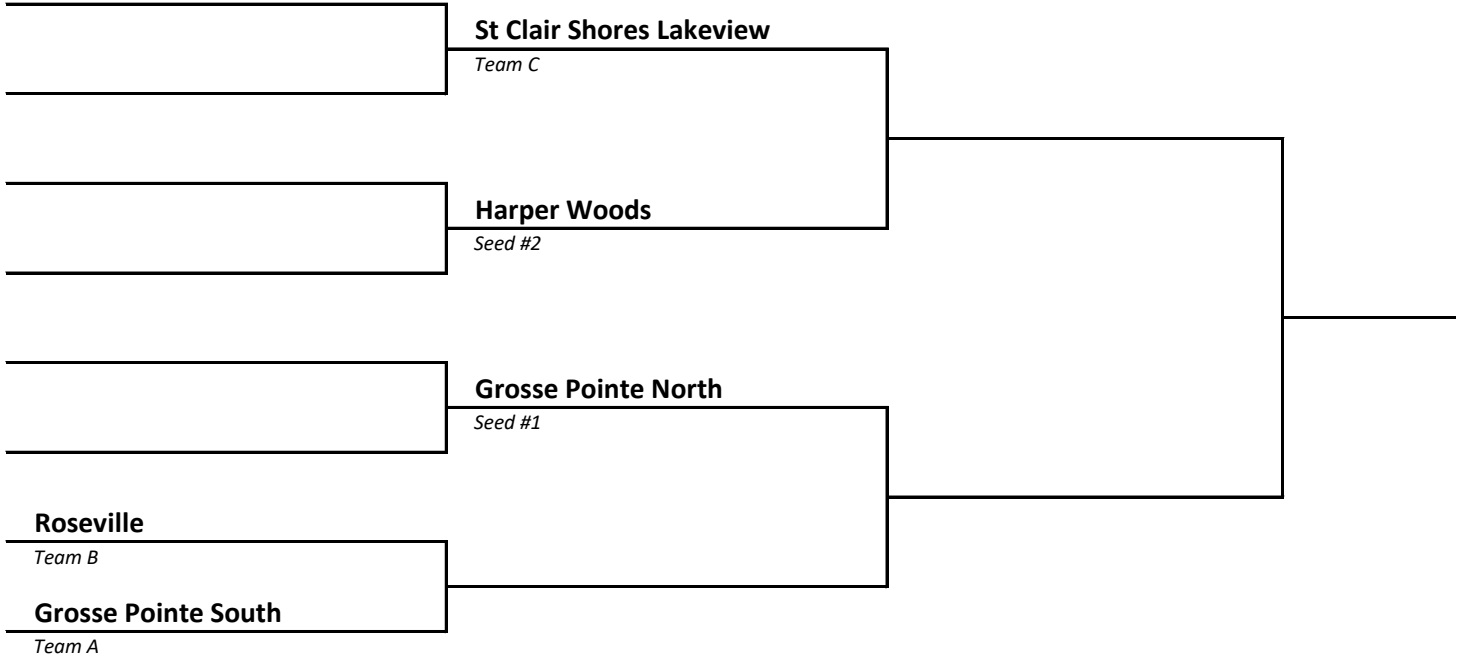 St Clair Shores Lakeview
Team C
Harper Woods
Seed #2
Grosse Pointe North
Seed #1
Roseville
Team B
Grosse Pointe South
Team A